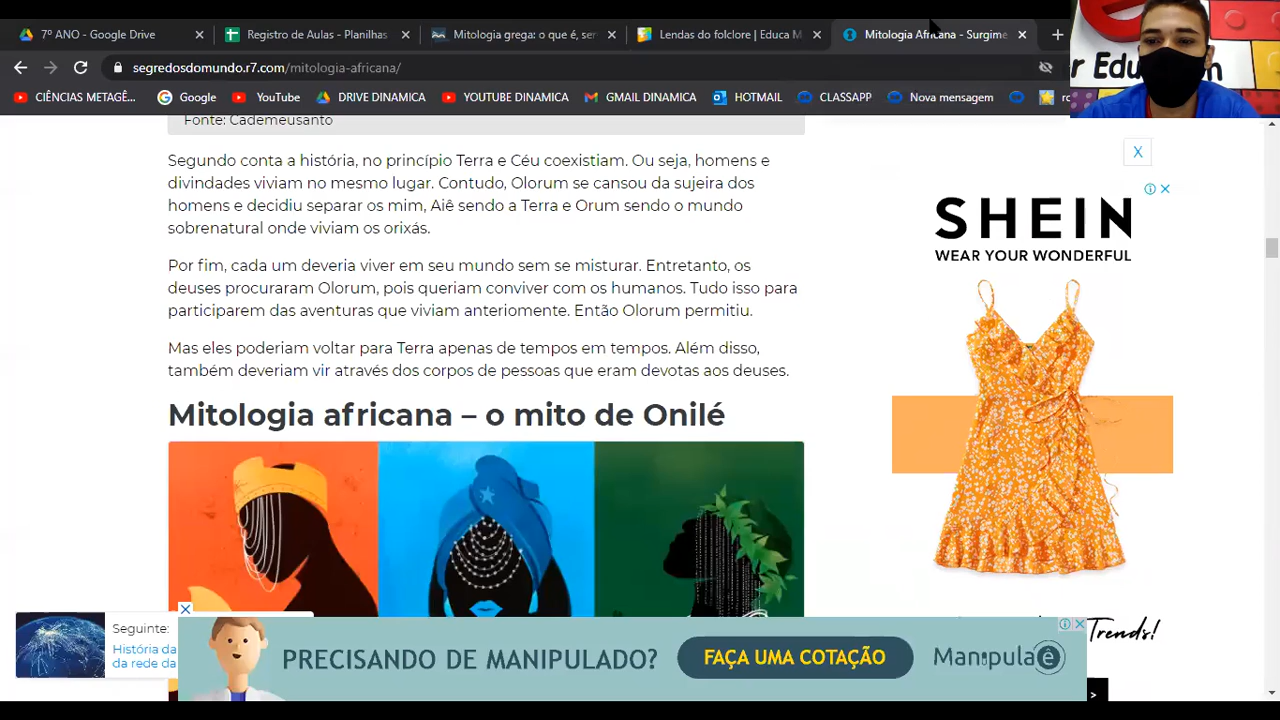 7º ANO - Google Drive
Registro de Aulas - Planilhas
Mitologia grega: o que é, ser
Lendas do folclore | Educa M
Mitologia Africana - Surgime
segredosdomundo.r7.com/mitologia-africana/
r Education
CIÊNCIAS METAGÊ...
Google
YouTube
DRIVE
CA
YOUTUBE DINAMICA
GMAIL DINAMICA
HOTMAIL
CLASSAPP
Nova mensagem
Fonte: Cademeusanto
Segundo conta a história, no princípio Terra e Céu coexistiam. Ou seja, homens e
divindades viviam no mesmo lugar. Contudo, Olorum se cansou da sujeira dos
homens e decidiu separar os mim, Aiê sendo a Terra e Orum sendo o mundo
sobrenatural onde viviam os orixás.
Por fim, cada um deveria viver em seu mundo sem se misturar. Entretanto, os
deuses procuraram Olorum, pois queriam conviver com os humanos. Tudo isso para
participarem das aventuras que viviam anteriormente. Então Olorum permitiu.
Mas eles poderiam voltar para Terra apenas de tempos em tempos. Além disso,
também deveriam vir através dos corpos de pessoas que eram devotas aos deuses.
Mitologia africana – o mito de Onilé
X
SHEIN
WEAR YOUR WONDERFUL
Trends!
Seguinte:
História da
da rede da
PRECISANDO DE MANIPULADO?
FAÇA UMA COTAÇÃO
Manipulaê